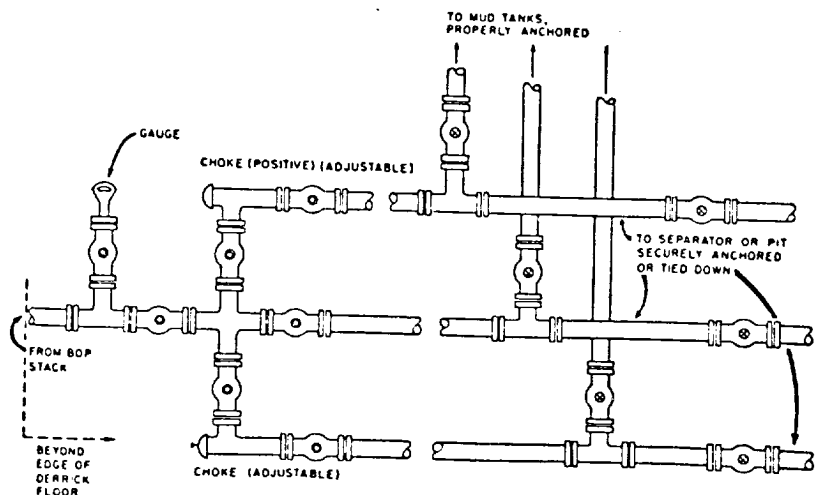 TO MUD TANKS,
PROPERLY ANCHORED
GAUGE
CHOKE (POSITIVE) (ADJUSTABLE)
TO SEPARATOR OR PIT
SECURELY ANCHORED
OR TIED DOWN
FROM BOP
STACK
BEYOND
EDGE OF
DERRICK
FLOOR
CHOKE (ADJUSTABLE)